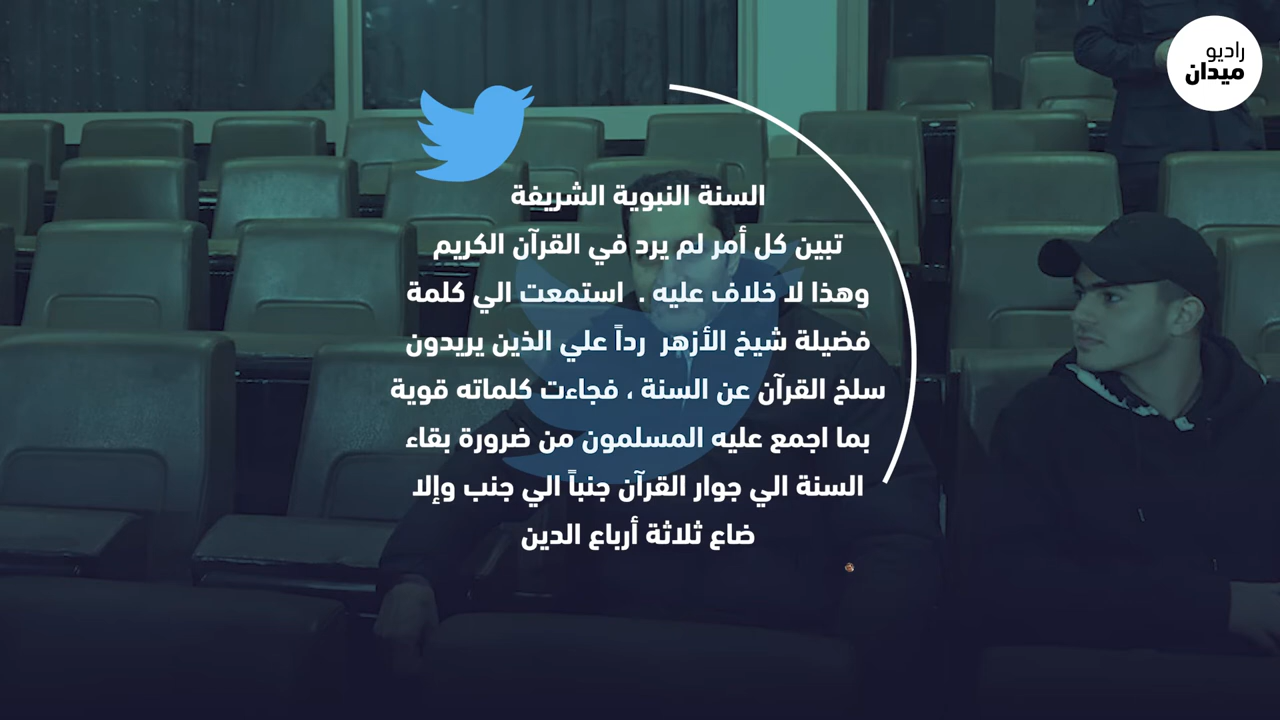 راديو
ميدان
السنة النبوية الشريفة
تبين كل أمر لم يرد في القرآن الكريم
وهذا لا خلاف عليه . استمعت الي كلمة
فضيلة شيخ الأزهر رداً علي الذين يريدون
سلخ القرآن عن السنة ، فجاءت كلماته قوية
بما اجمع عليه المسلمون من ضرورة بقاء
السنة الي جوار القرآن جنباً الي جنب وإلا
ضاع ثلاثة أرباع الدين